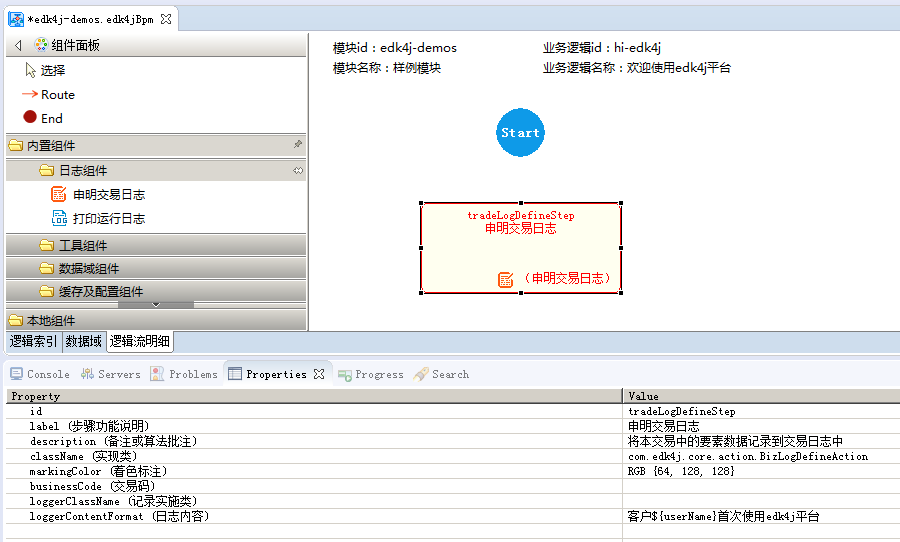 *edk4j-demos.edk4jBpm
组件面板
选择
Route
End
内置组件
日志组件
申明交易日志
打印运行日志
工具组件
数据域组件
缓存及配置组件
本地组件
模块id：edk4j-demos
业务逻辑id：hi-edk4j
模块名称：样例模块
业务逻辑名称：欢迎使用edk4j平台
Start
tradeLogDefineStep
申明交易日志
（申明交易日志）
逻辑索引 数据域 逻辑流明细
Console Servers Problems Properties Progress Search
Property Value
id tradeLogDefineStep
label (步骤功能说明) 申明交易日志
description (备注或算法批注) 将本交易中的要素数据记录到交易日志中
className (实现类) com.edk4j.core.action.BizLogDefineAction
markingColor (着色标注) RGB {64, 128, 128}
businessCode (交易码)
loggerClassName (记录实施类)
loggerContentFormat (日志内容) 客户${userName}首次使用edk4j平台